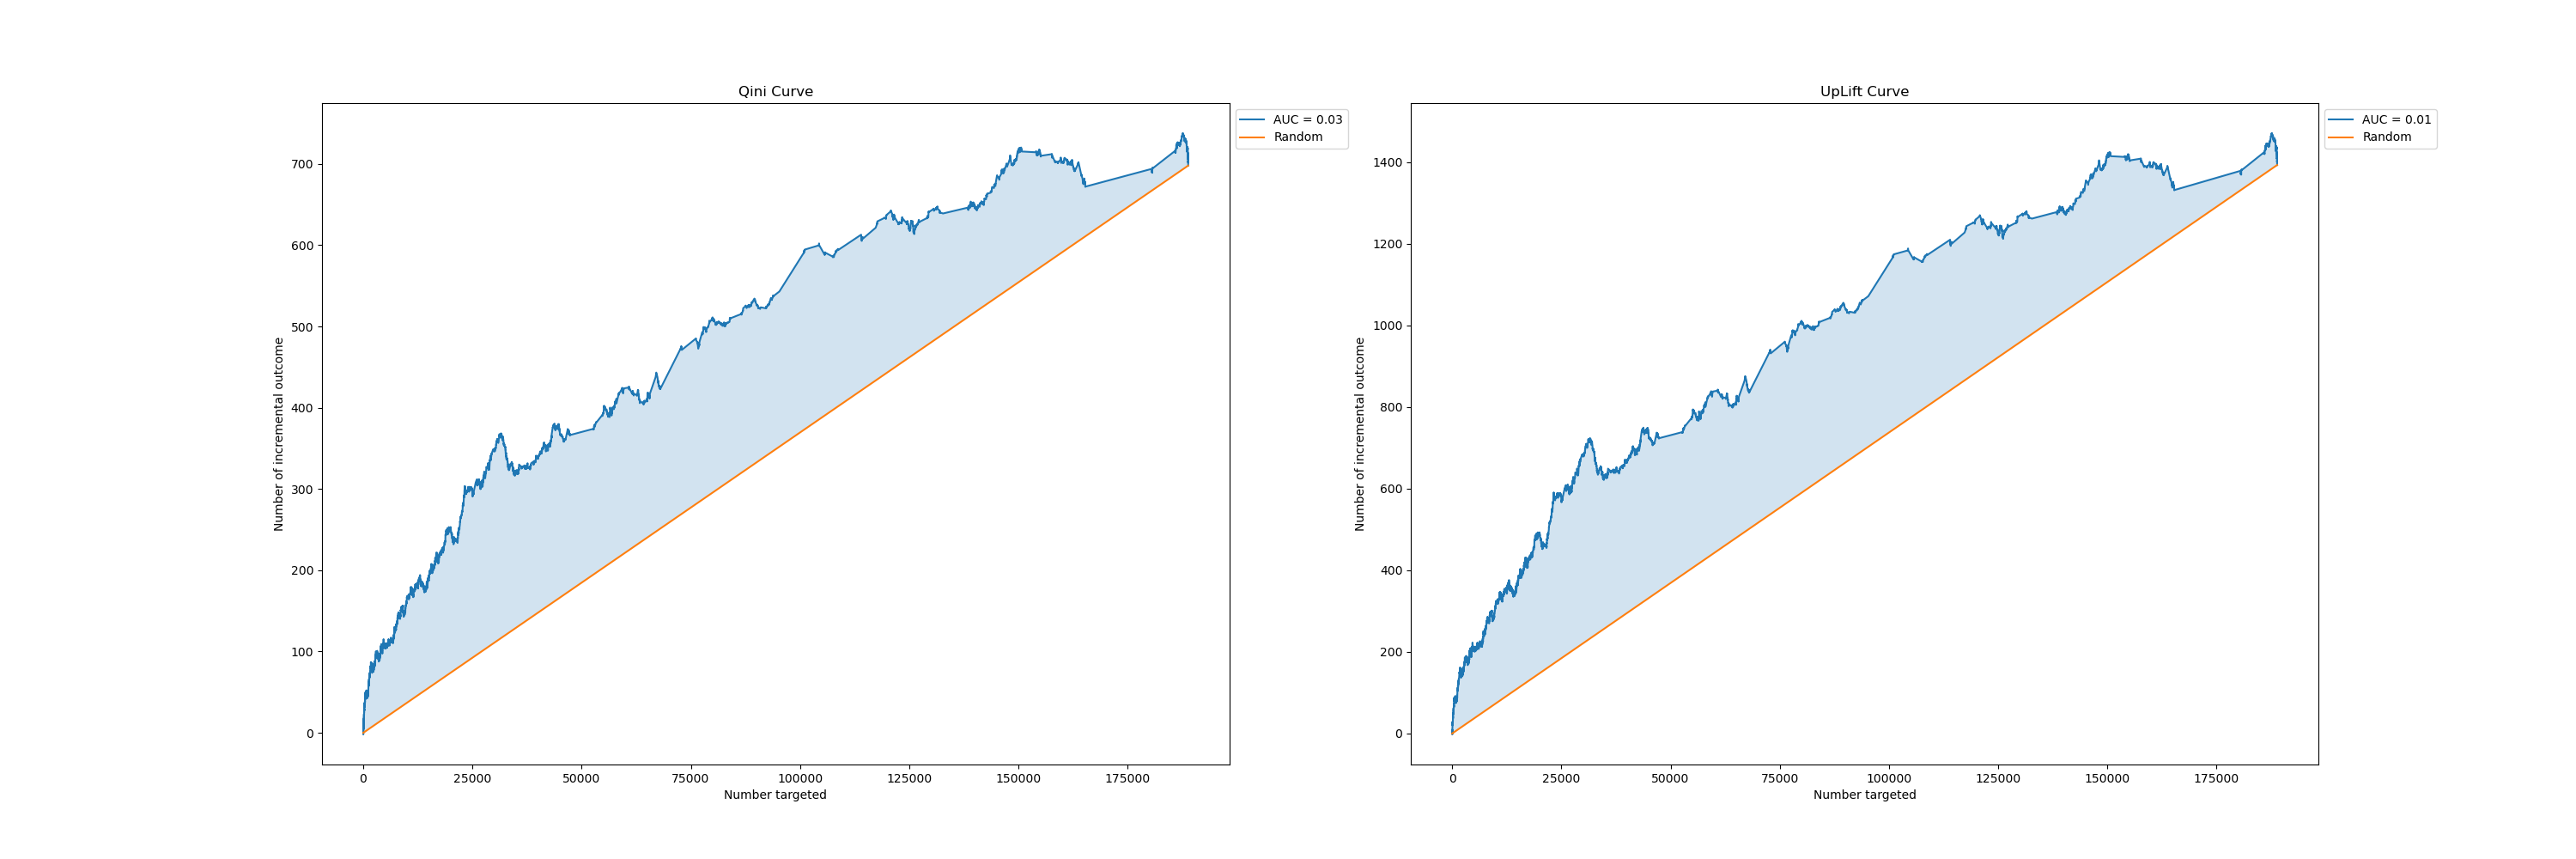 Qini Curve
AUC = 0.03
Random
700
600
500
400
300
200
100
0
Number of incremental outcome
0 25000 50000 75000 100000 125000 150000 175000
Number targeted
UpLift Curve
AUC = 0.01
Random
1400
1200
1000
800
600
400
200
0
Number of incremental outcome
0 25000 50000 75000 100000 125000 150000 175000
Number targeted